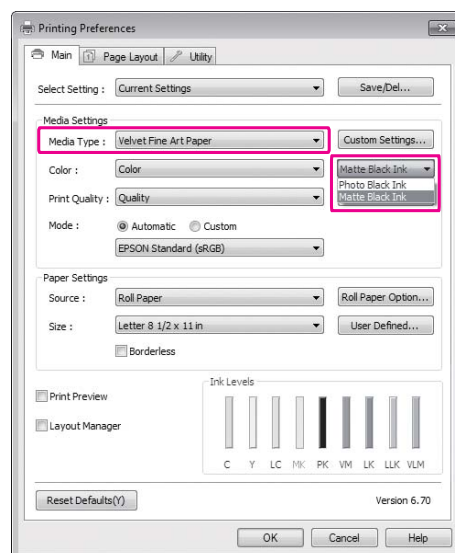 Printing Preferences
Main Page Layout Utility
Select Setting : Current Settings Save/Del...
Media Settings
Media Type : Velvet Fine Art Paper Custom Settings...
Color : Color Matte Black Ink
Photo Black Ink
Print Quality : Quality Matte Black Ink
Mode : Automatic Custom
EPSON Standard (sRGB)
Paper Settings
Source : Roll Paper Roll Paper Option...
Size : Letter 8 1/2 x 11 in User Defined...
Borderless
Ink Levels
Print Preview
Layout Manager
C Y LC MK PK VM LK LLK VLM
Reset Defaults(Y) Version 6.70
OK Cancel Help